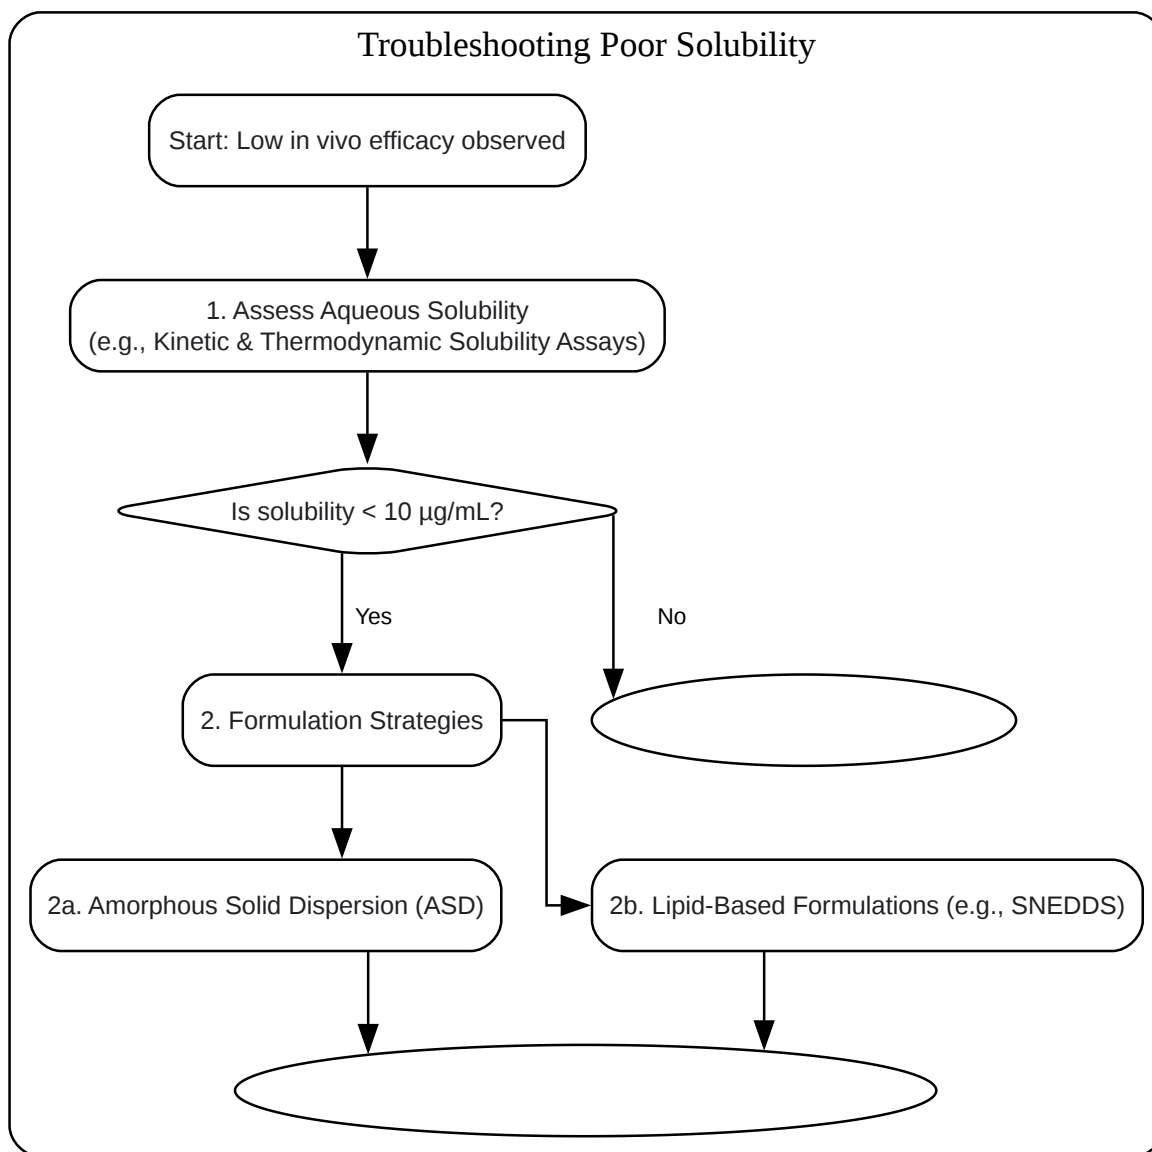 Troubleshooting Poor Solubility
Start: Low in vivo efficacy observed
1. Assess Aqueous Solubility
(e.g., Kinetic & Thermodynamic Solubility Assays)
Is solubility < 10 µg/mL?
Yes
No
2. Formulation Strategies
2a. Amorphous Solid Dispersion (ASD)
2b. Lipid-Based Formulations (e.g., SNEDDS)